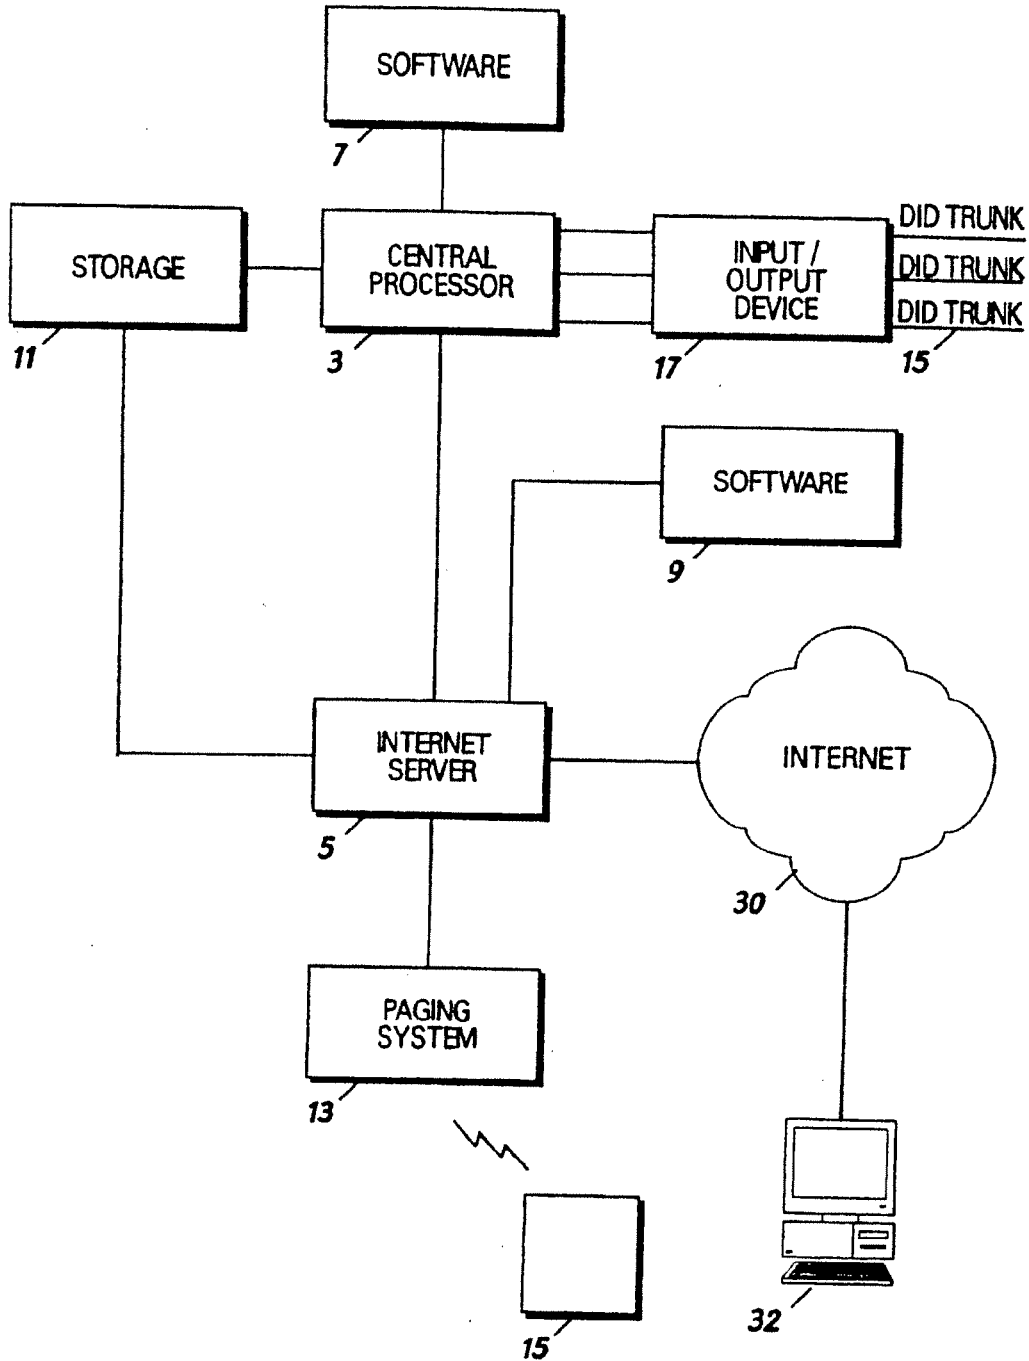 SOFTWARE
7
STORAGE
11
CENTRAL
PROCESSOR
3
INPUT /
OUTPUT
DEVICE
17
DID TRUNK
DID TRUNK
DID TRUNK
15
SOFTWARE
9
INTERNET
SERVER
5
INTERNET
30
PAGING
SYSTEM
13
15
32